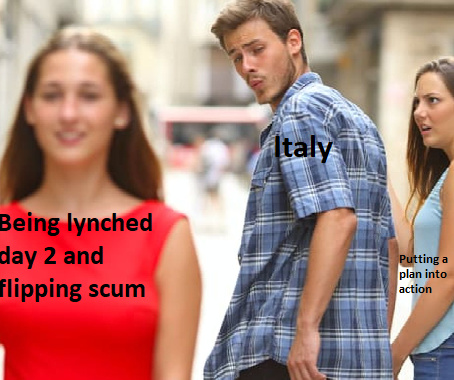 Being lynched
day 2 and
flipping scum
Italy
Putting a
plan into
action